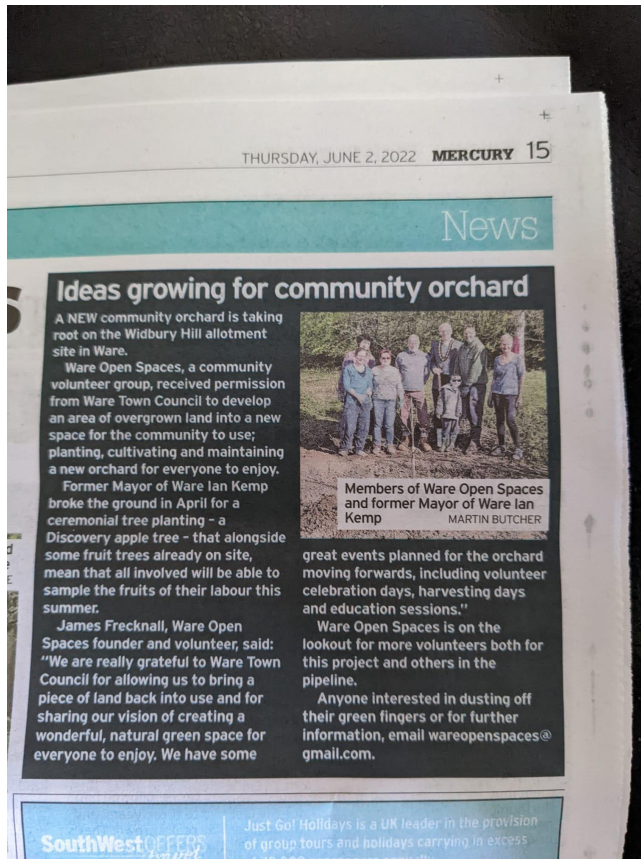 THURSDAY, JUNE 2, 2022 MERCURY 15
News
Ideas growing for community orchard
A NEW community orchard is taking
root on the Widbury Hill allotment
site in Ware.
Ware Open Spaces, a community
volunteer group, received permission
from Ware Town Council to develop
an area of overgrown land into a new
space for the community to use;
planting, cultivating and maintaining
a new orchard for everyone to enjoy.
Former Mayor of Ware Ian Kemp
broke the ground in April for a
ceremonial tree planting - a
Discovery apple tree - that alongside
some fruit trees already on site,
mean that all involved will be able to
sample the fruits of their labour this
summer.
James Frecknall, Ware Open
Spaces founder and volunteer, said:
"We are really grateful to Ware Town
Council for allowing us to bring a
piece of land back into use and for
sharing our vision of creating a
wonderful, natural green space for
everyone to enjoy. We have some
Members of Ware Open Spaces
and former Mayor of Ware Ian
Kemp MARTIN BUTCHER
great events planned for the orchard
moving forwards, including volunteer
celebration days, harvesting days
and education sessions."
Ware Open Spaces is on the
lookout for more volunteers both for
this project and others in the
pipeline.
Anyone interested in dusting off
their green fingers or for further
information, email wareopenspaces@
gmail.com.
SouthWest OFFERS
Just Go! Holidays is a UK leader in the provision
of group tours and holidays carrying in excess